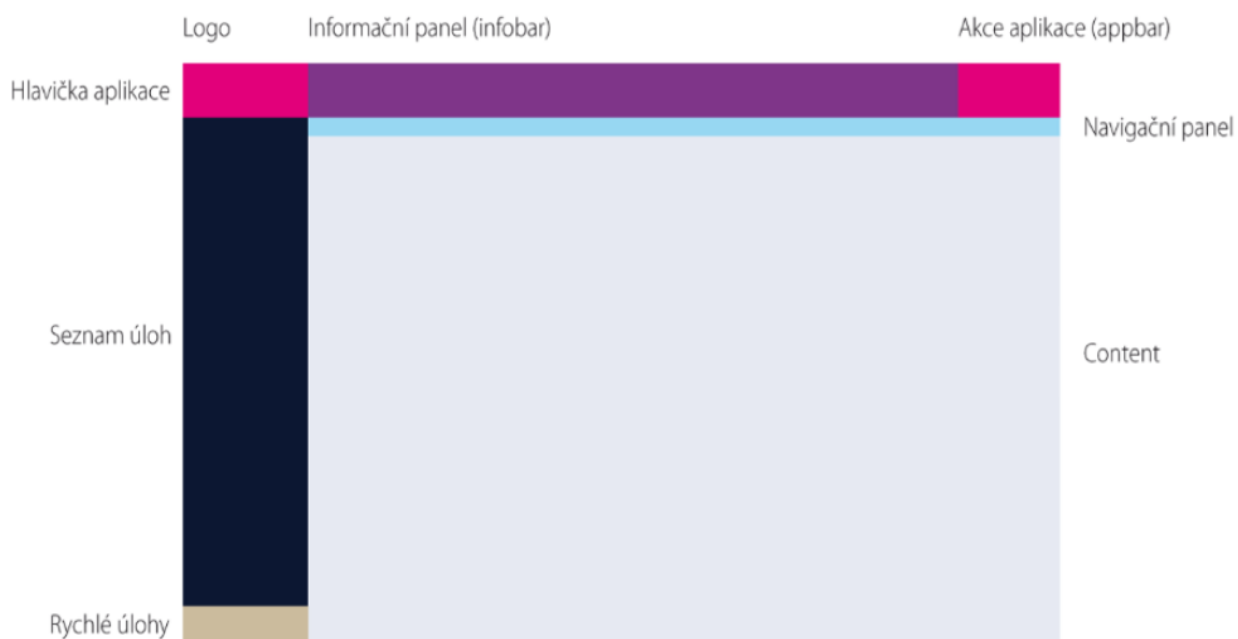 Logo
Informační panel (infobar)
Akce aplikace (appbar)
Hlavička aplikace
Navigační panel
Seznam úloh
Content
Rychlé úlohy